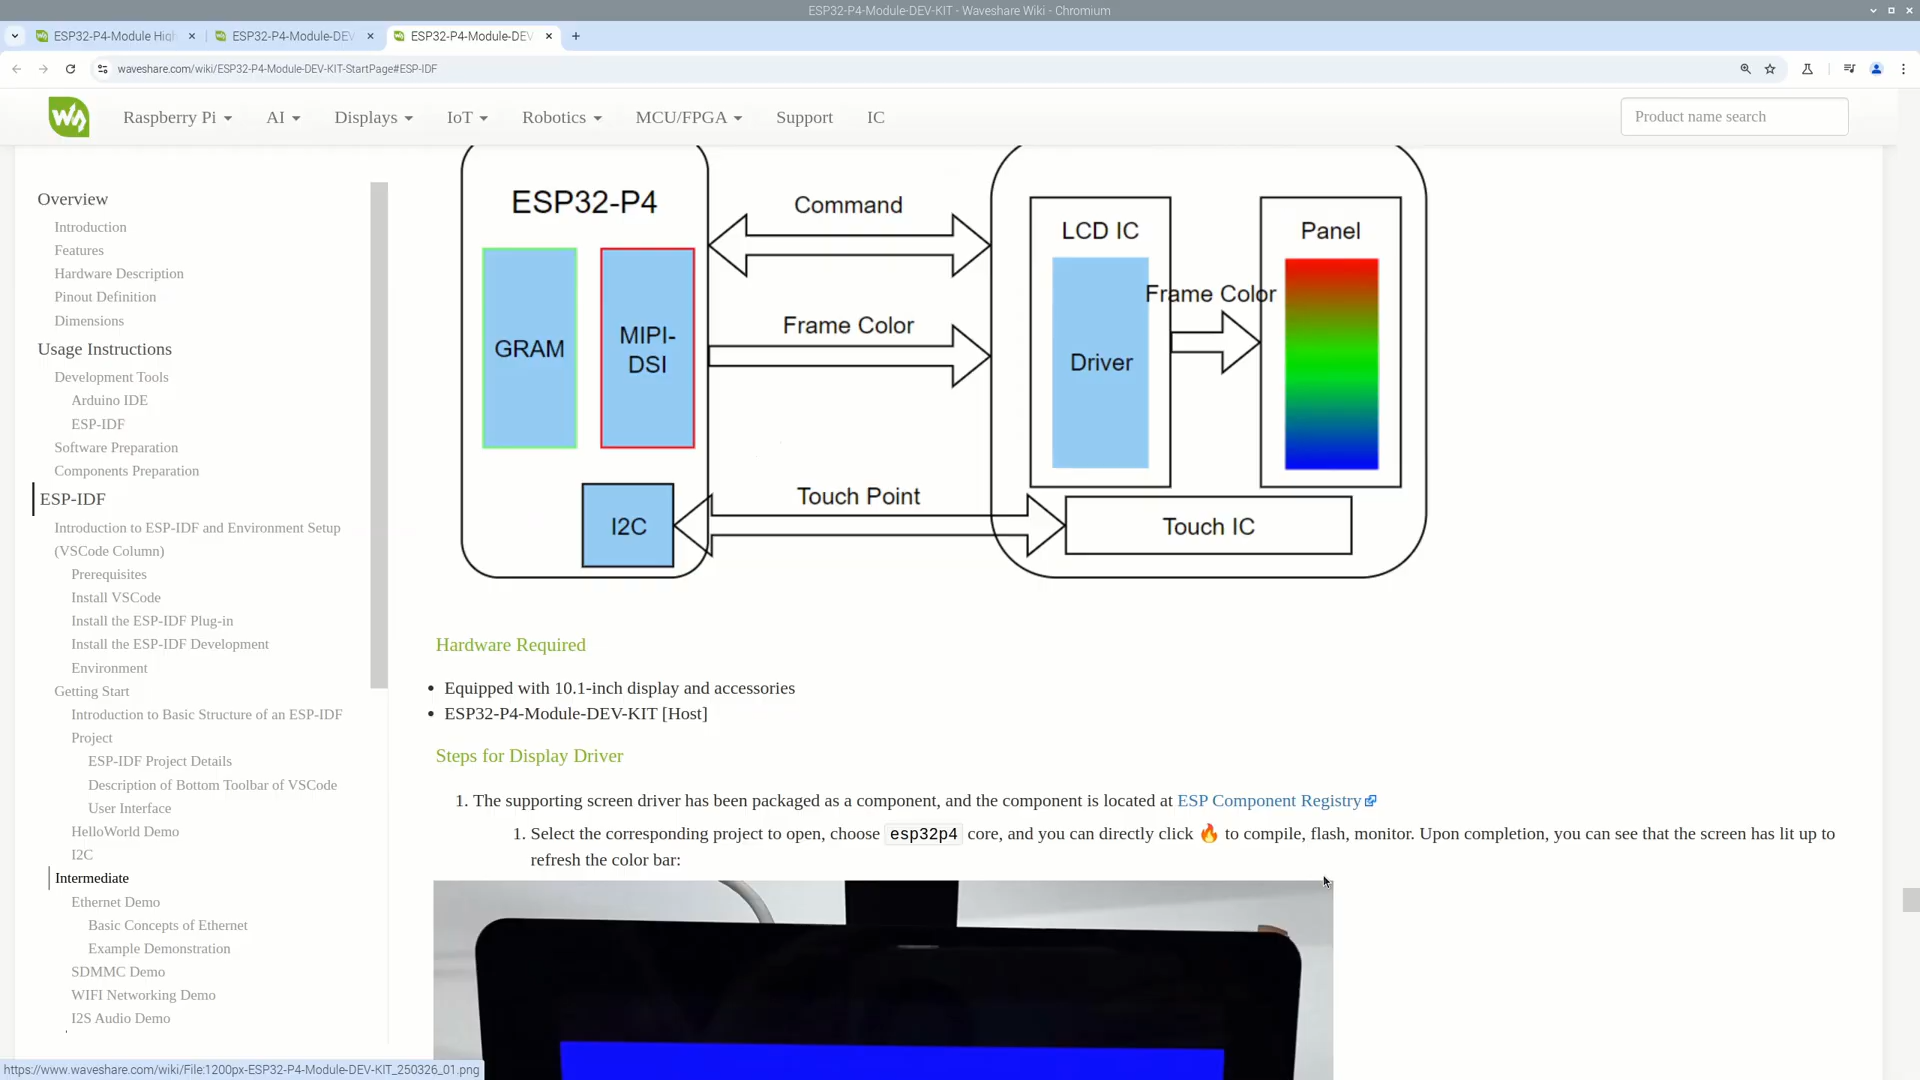 ESP32-P4-Module-DEV-KIT - Waveshare Wiki - Chromium
ESP32-P4-Module High
ESP32-P4-Module-DEV
ESP32-P4-Module-DEV
waveshare.com/wiki/ESP32-P4-Module-DEV-KIT-StartPage#ESP-IDF
Raspberry Pi
AI
Displays
IoT
Robotics
MCU/FPGA
Support
IC
Product name search
Overview
Introduction
Features
Hardware Description
Pinout Definition
Dimensions
Usage Instructions
Development Tools
Arduino IDE
ESP-IDF
Software Preparation
Components Preparation
ESP-IDF
Introduction to ESP-IDF and Environment Setup
(VSCode Column)
Prerequisites
Install VSCode
Install the ESP-IDF Plug-in
Install the ESP-IDF Development
Environment
Getting Start
Introduction to Basic Structure of an ESP-IDF
Project
ESP-IDF Project Details
Description of Bottom Toolbar of VSCode
User Interface
HelloWorld Demo
I2C
Intermediate
Ethernet Demo
Basic Concepts of Ethernet
Example Demonstration
SDMMC Demo
WIFI Networking Demo
I2S Audio Demo
ESP32-P4
GRAM
MIPI-
DSI
I2C
Command
Frame Color
Touch Point
LCD IC
Driver
Frame Color
Panel
Touch IC
Hardware Required
• Equipped with 10.1-inch display and accessories
• ESP32-P4-Module-DEV-KIT [Host]
Steps for Display Driver
1. The supporting screen driver has been packaged as a component, and the component is located at ESP Component Registry
1. Select the corresponding project to open, choose esp32p4 core, and you can directly click 🔥 to compile, flash, monitor. Upon completion, you can see that the screen has lit up to
refresh the color bar:
https://www.waveshare.com/wiki/File:1200px-ESP32-P4-Module-DEV-KIT_250326_01.png